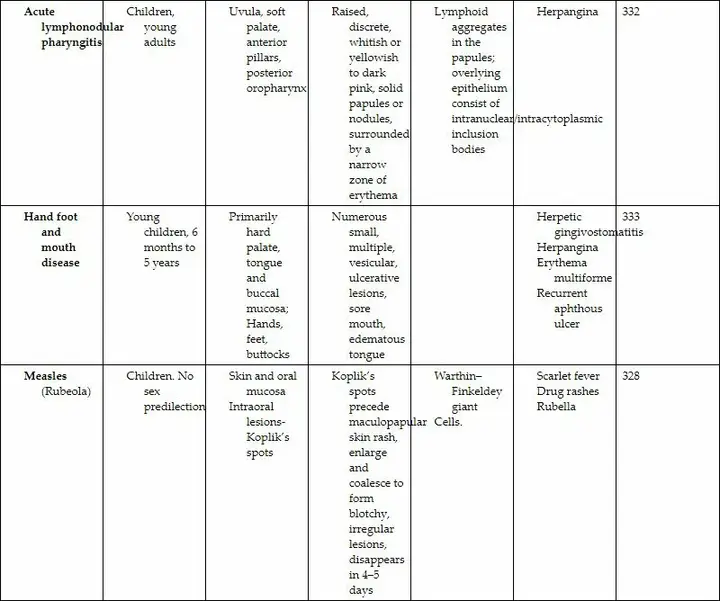 Acute
lymphonodular
pharyngitis
Children,
young
adults
Uvula, soft
palate,
anterior
pillars,
posterior
oropharynx
Raised,
discrete,
whitish or
yellowish
to dark
pink, solid
papules or
nodules,
surrounded
by a
narrow
zone of
erythema
Lymphoid
aggregates
in the
papules;
overlying
epithelium
consist of
intranuclear/intracytoplasmic
inclusion
bodies
Herpangina
332
Hand foot
and
mouth
disease
Young
children, 6
months to
5 years
Primarily
hard
palate,
tongue
and
buccal
mucosa;
Hands,
feet,
buttocks
Numerous
small,
multiple,
vesicular,
ulcerative
lesions,
sore
mouth,
edematous
tongue
Herpetic
gingivostomatitis
Herpangina
Erythema
multiforme
Recurrent
aphthous
ulcer
333
Measles
(Rubeola)
Children. No
sex
predilection
Skin and oral
mucosa
Intraoral
lesions-
Koplik's
spots
Koplik's
spots
precede
maculopapular
skin rash,
enlarge
and
coalesce to
form
blotchy,
irregular
lesions,
disappears
in 4–5
days
Warthin–
Finkeldey
giant
Cells.
Scarlet fever
Drug rashes
Rubella
328